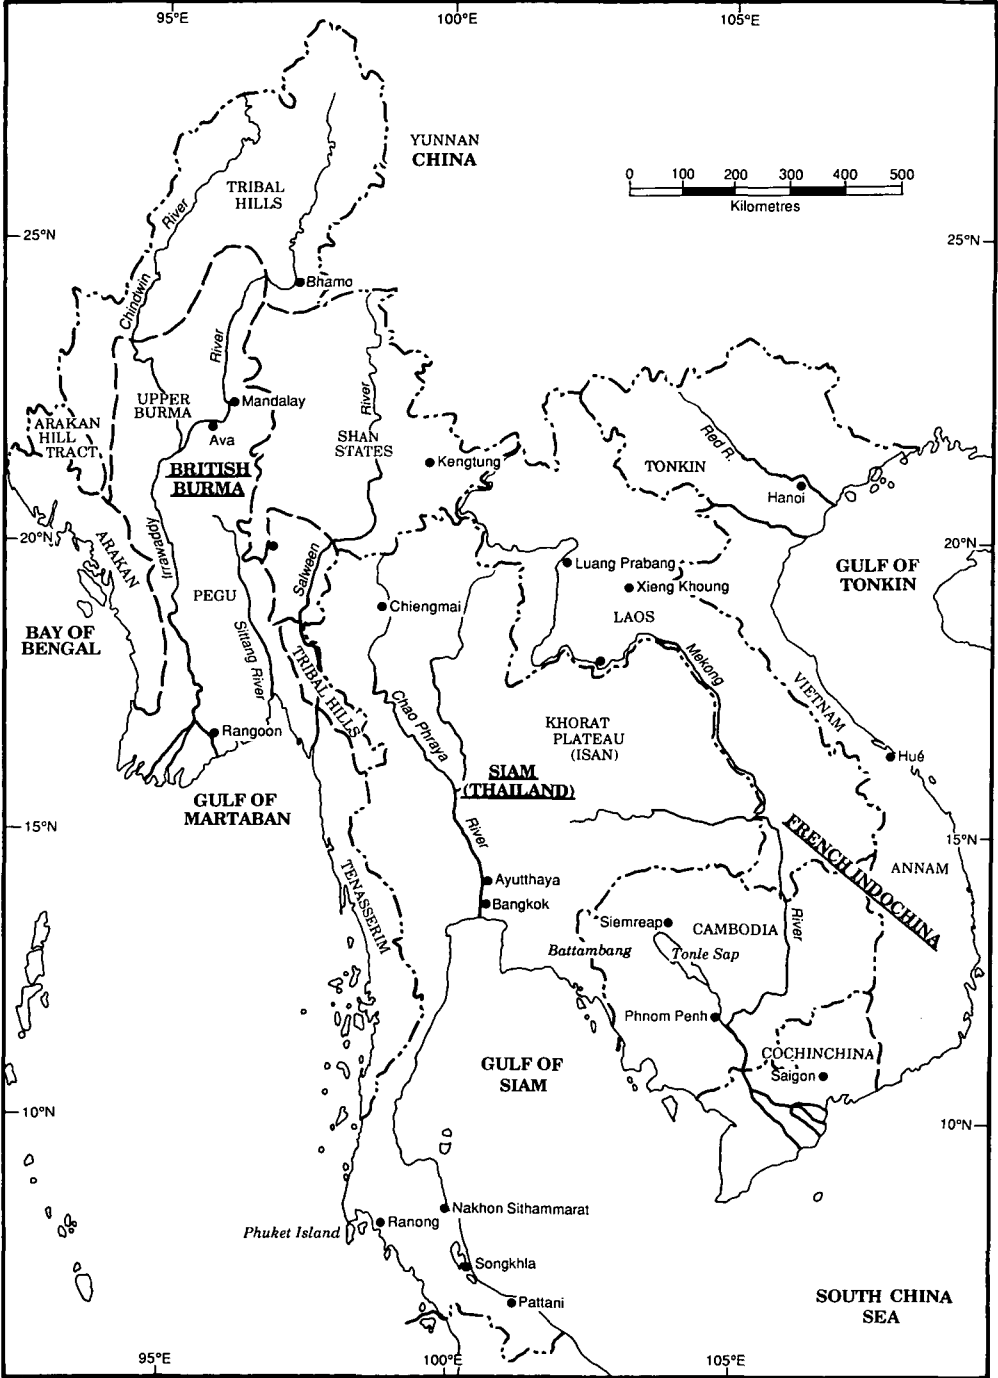 95°E
100°E
105°E
YUNNAN
CHINA
0 100 200 300 400 500
Kilometres
TRIBAL
HILLS
River
25°N
25°N
Chindwin
Bhamo
River
River
UPPER
BURMA
Mandalay
ARAKAN
HILL
TRACT
Ava
SHAN
STATES
Red R.
BRITISH
BURMA
Kengtung
TONKIN
Hanoi
20°N
20°N
Irrawaddy
ARAKAN
Salween
Luang Prabang
GULF OF
TONKIN
Xieng Khoung
PEGU
Chiengmai
LAOS
BAY OF
BENGAL
Sittang River
TRIBAL HILLS
Mekong
VIETNAM
Chao Phraya
KHORAT
PLATEAU
(ISAN)
Rangoon
Hué
SIAM
(THAILAND)
GULF OF
MARTABAN
15°N
River
FRENCH INDOCHINA
15°N
ANNAM
TENASSERIM
Ayutthaya
Bangkok
Siemreap
CAMBODIA
River
Battambang
Tonle Sap
Phnom Penh
GULF OF
SIAM
COCHINCHINA
Saigon
10°N
10°N
Nakhon Sithammarat
Phuket Island
Ranong
Songkhla
Pattani
SOUTH CHINA
SEA
95°E
100°E
105°E